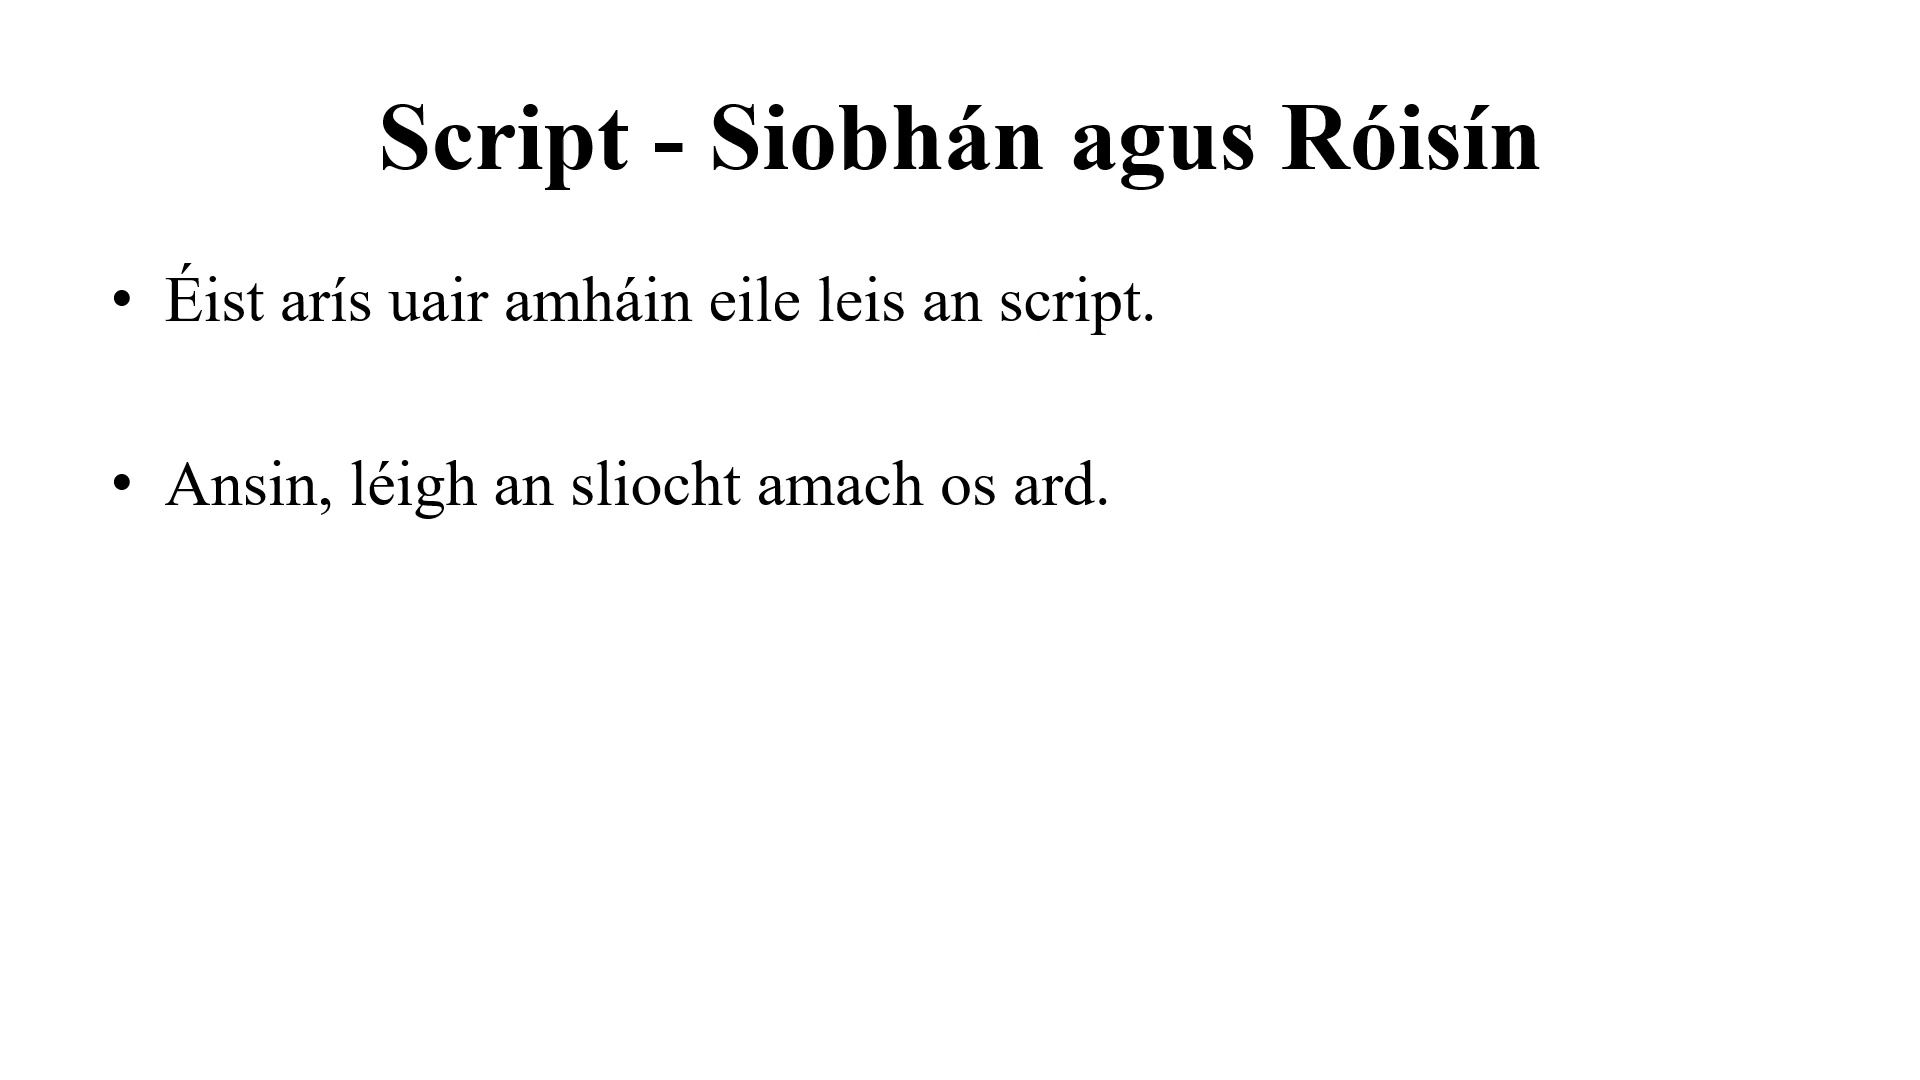 Script - Siobhán agus Róisín
• Éist arís uair amháin eile leis an script.
• Ansin, léigh an sliocht amach os ard.